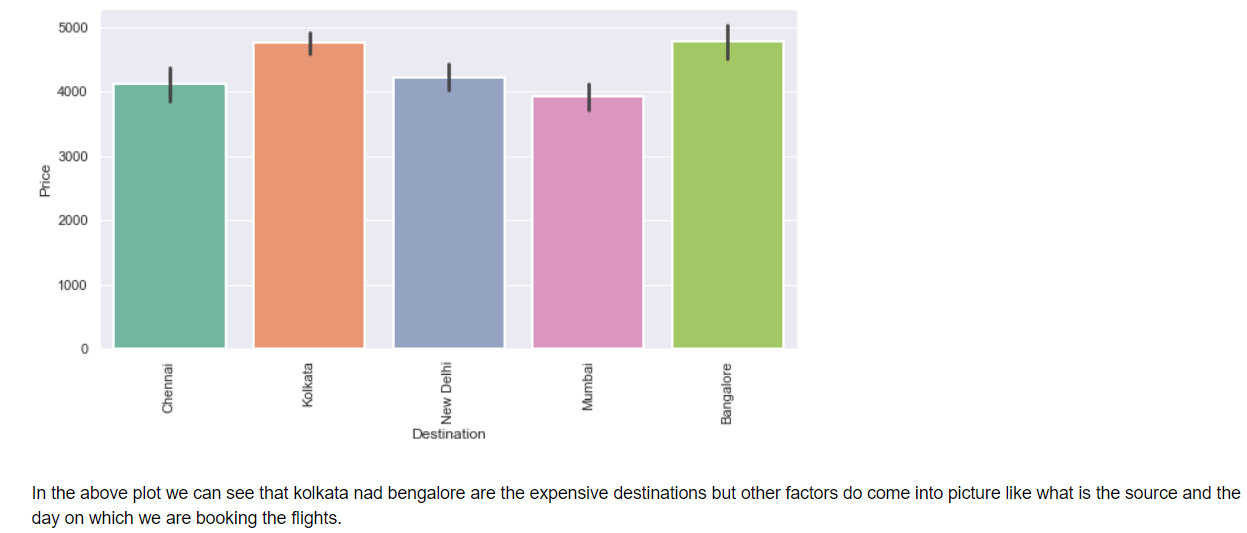 5000
4000
3000
2000
1000
0
Price
Chennai
Kolkata
New Delhi
Mumbai
Bangalore
Destination
In the above plot we can see that kolkata nad bengalore are the expensive destinations but other factors do come into picture like what is the source and the
day on which we are booking the flights.